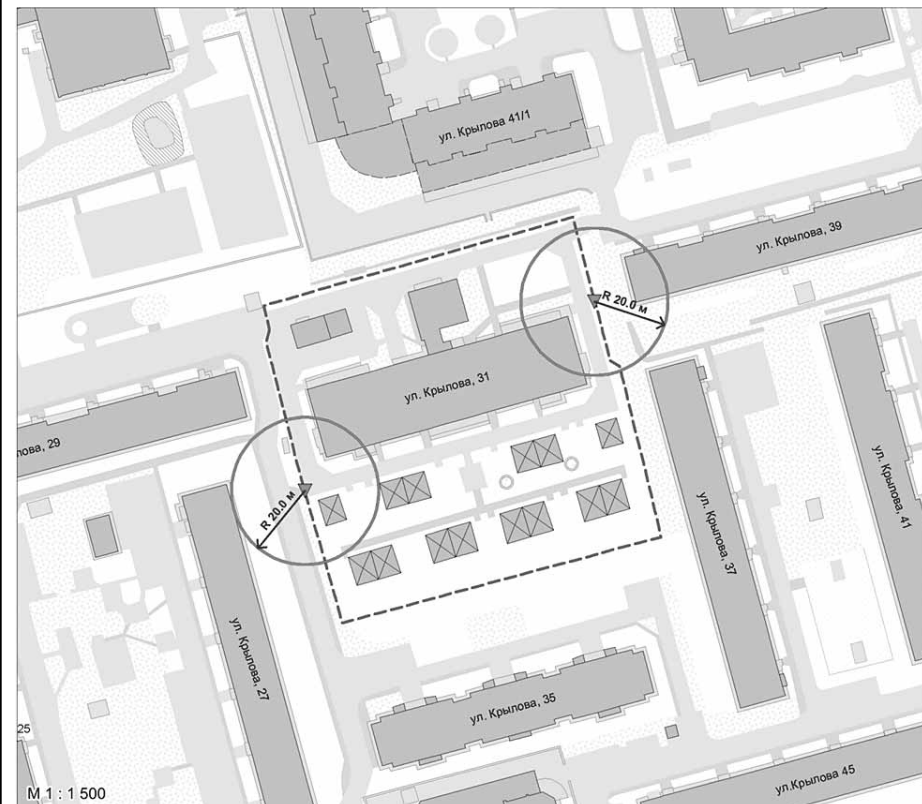 ул. Крылова 41/1
ул. Крылова, 39
R 20.0 м
ул. Крылова, 31
лова, 29
R 20.0 м
ул. Крылова, 41
ул. Крылова, 37
ул. Крылова, 27
ул. Крылова, 35
25
ул.Крылова 45
М 1 : 1 500